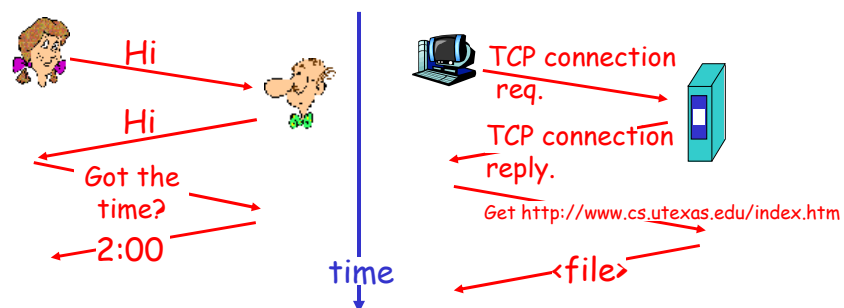 Hi
Hi
Got the
time?
2:00
time
TCP connection
req.
TCP connection
reply.
Get http://www.cs.utexas.edu/index.htm
<file>